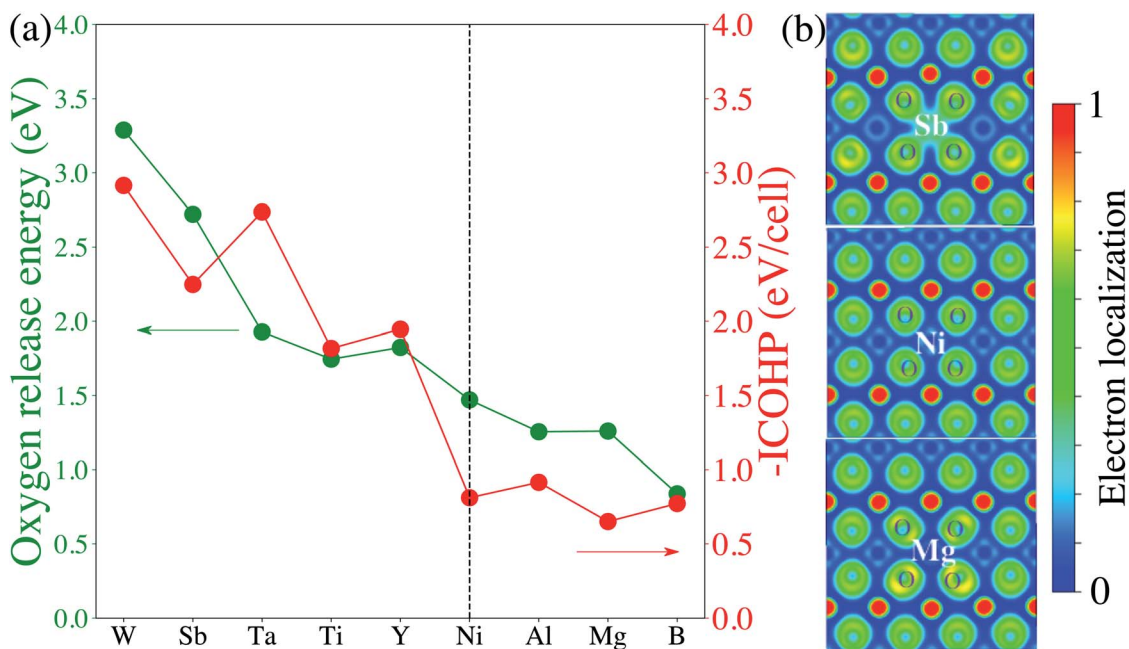 (a)
Oxygen release energy (eV)
4.0
3.5
3.0
2.5
2.0
1.5
1.0
0.5
0.0
W Sb Ta Ti Y Ni Al Mg B
4.0
3.5
3.0
2.5
2.0
1.5
1.0
0.5
0.0
-ICOHP (eV/cell)
(b)
O O
Sb
O O
O O
Ni
O O
O O
Mg
O O
1
0
Electron localization